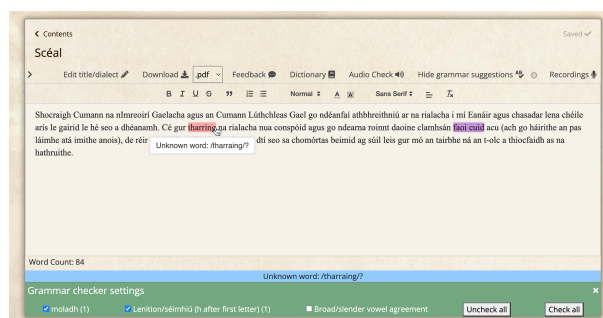 Contents
Saved
Scéal
Edit title/dialect Download .pdf Feedback Dictionary Audio Check Hide grammar suggestions Recordings
B I U S Normal A A Sans Serif
Shocraigh Cumann na nImreoirí Gaelacha agus an Cumann Lúthchleas Gael go ndéanfaí athbhreithniú ar na rialacha i mí Eanáir agus chasadar lena chéile
arís le gairid le hé seo a dhéanamh. Cé gur tharring na rialacha nua conspóid agus go ndearna roinnt daoine clamhsán faoi cuid acu (ach go háirithe an pas
láimhe atá imithe anois), de réir dtí seo sa chomórtas beimid ag súil leis gur mó an tairbhe ná an t-olc a thiocfaidh as na
Unknown word: /tharraing/?
hathruithe.
Word Count: 84
Unknown word: /tharraing/?
Grammar checker settings
moladh (1) Lenition/séimhiú (h after first letter) (1) Broad/slender vowel agreement Uncheck all Check all